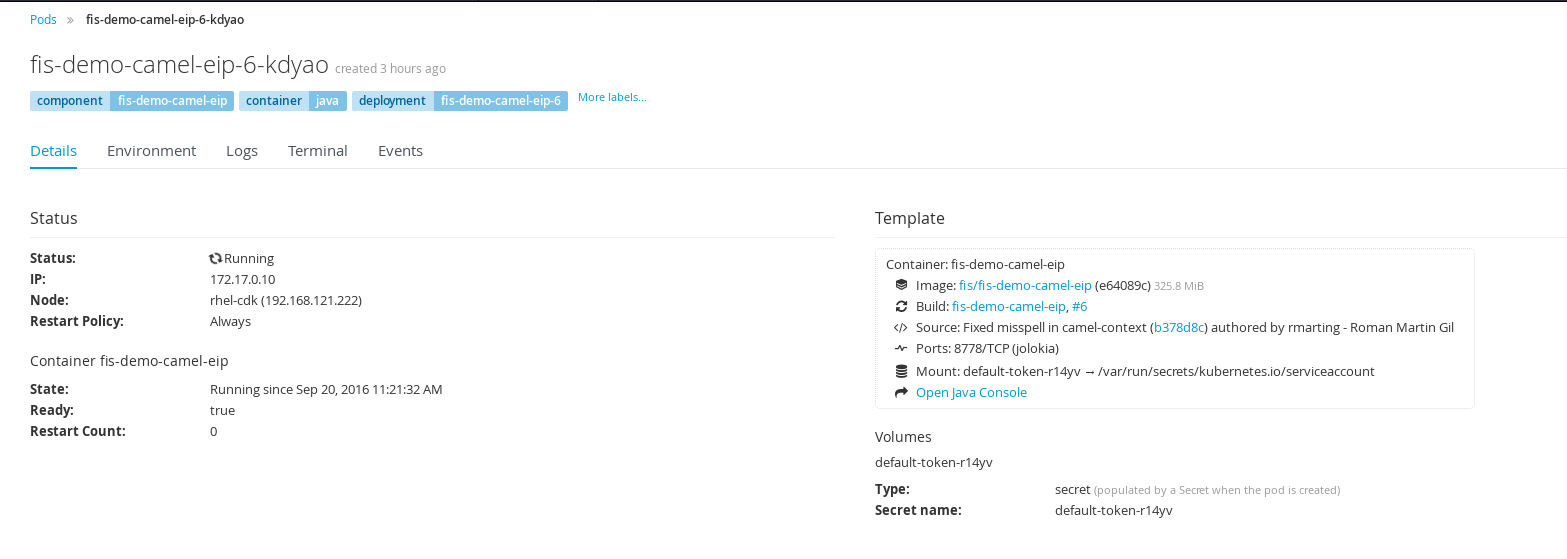 Pods » fis-demo-camel-eip-6-kdyao
fis-demo-camel-eip-6-kdyao created 3 hours ago
component fis-demo-camel-eip container java deployment fis-demo-camel-eip-6 More labels...
Details Environment Logs Terminal Events
Status
Status: Running
IP: 172.17.0.10
Node: rhel-cdk (192.168.121.222)
Restart Policy: Always
Container fis-demo-camel-eip
State: Running since Sep 20, 2016 11:21:32 AM
Ready: true
Restart Count: 0
Template
Container: fis-demo-camel-eip
Image: fis/fis-demo-camel-eip (e64089c) 325.8 MiB
Build: fis-demo-camel-eip, #6
Source: Fixed misspell in camel-context (b378d8c) authored by rmarting - Roman Martin Gil
Ports: 8778/TCP (jolokia)
Mount: default-token-r14yv → /var/run/secrets/kubernetes.io/serviceaccount
Open Java Console
Volumes
default-token-r14yv
Type: secret (populated by a Secret when the pod is created)
Secret name: default-token-r14yv